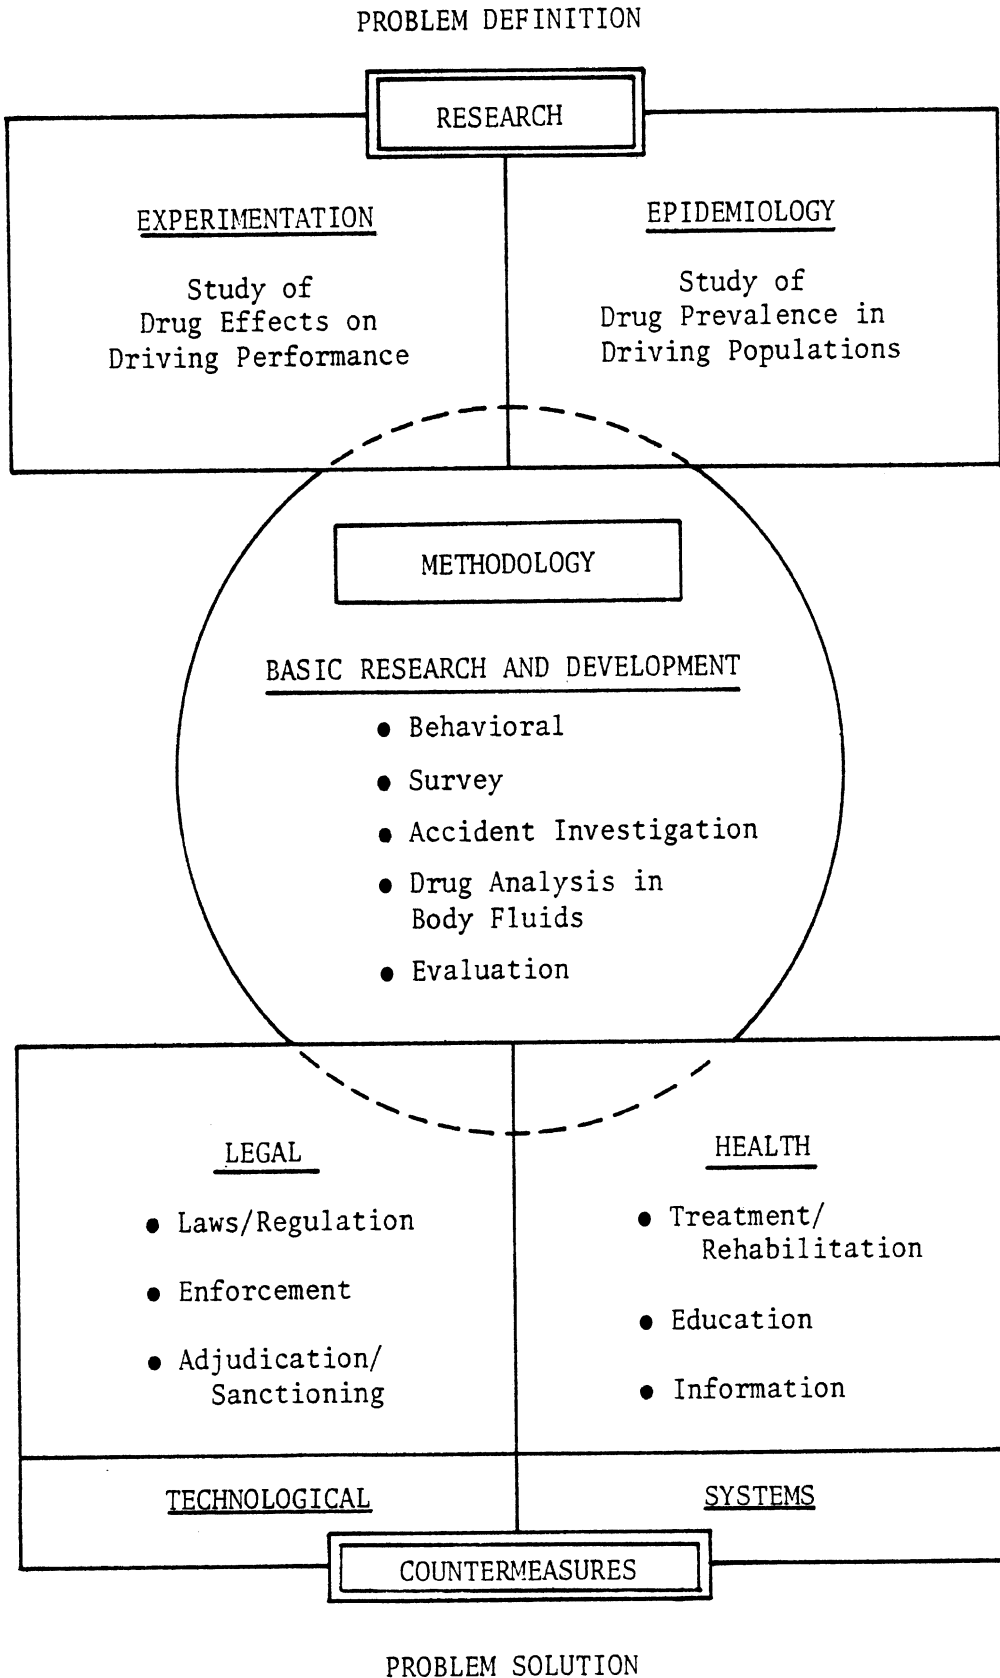 PROBLEM DEFINITION
RESEARCH
EXPERIMENTATION
Study of
Drug Effects on
Driving Performance
EPIDEMIOLOGY
Study of
Drug Prevalence in
Driving Populations
METHODOLOGY
BASIC RESEARCH AND DEVELOPMENT
● Behavioral
● Survey
● Accident Investigation
● Drug Analysis in
Body Fluids
● Evaluation
LEGAL
● Laws/Regulation
● Enforcement
● Adjudication/
Sanctioning
HEALTH
● Treatment/
Rehabilitation
● Education
● Information
TECHNOLOGICAL
SYSTEMS
COUNTERMEASURES
PROBLEM SOLUTION